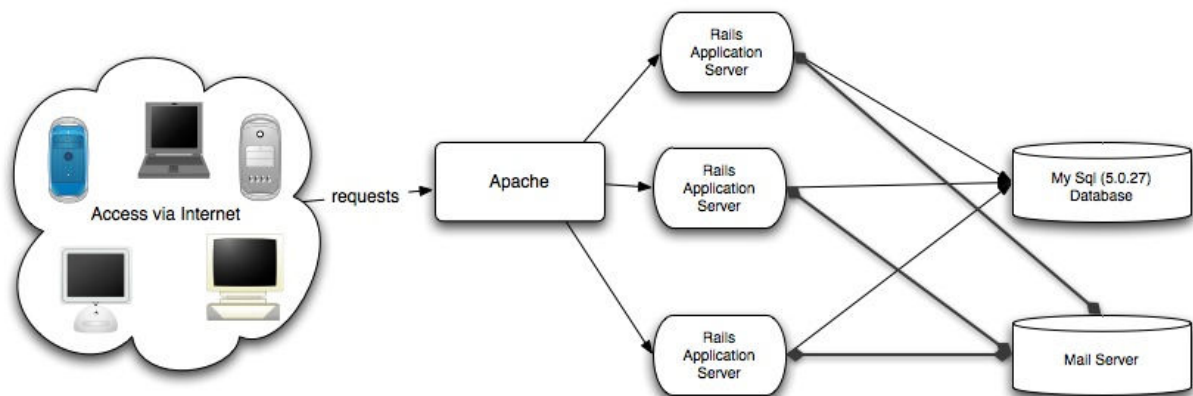 Access via Internet
requests
Apache
Rails
Application
Server
Rails
Application
Server
Rails
Application
Server
My Sql (5.0.27)
Database
Mail Server